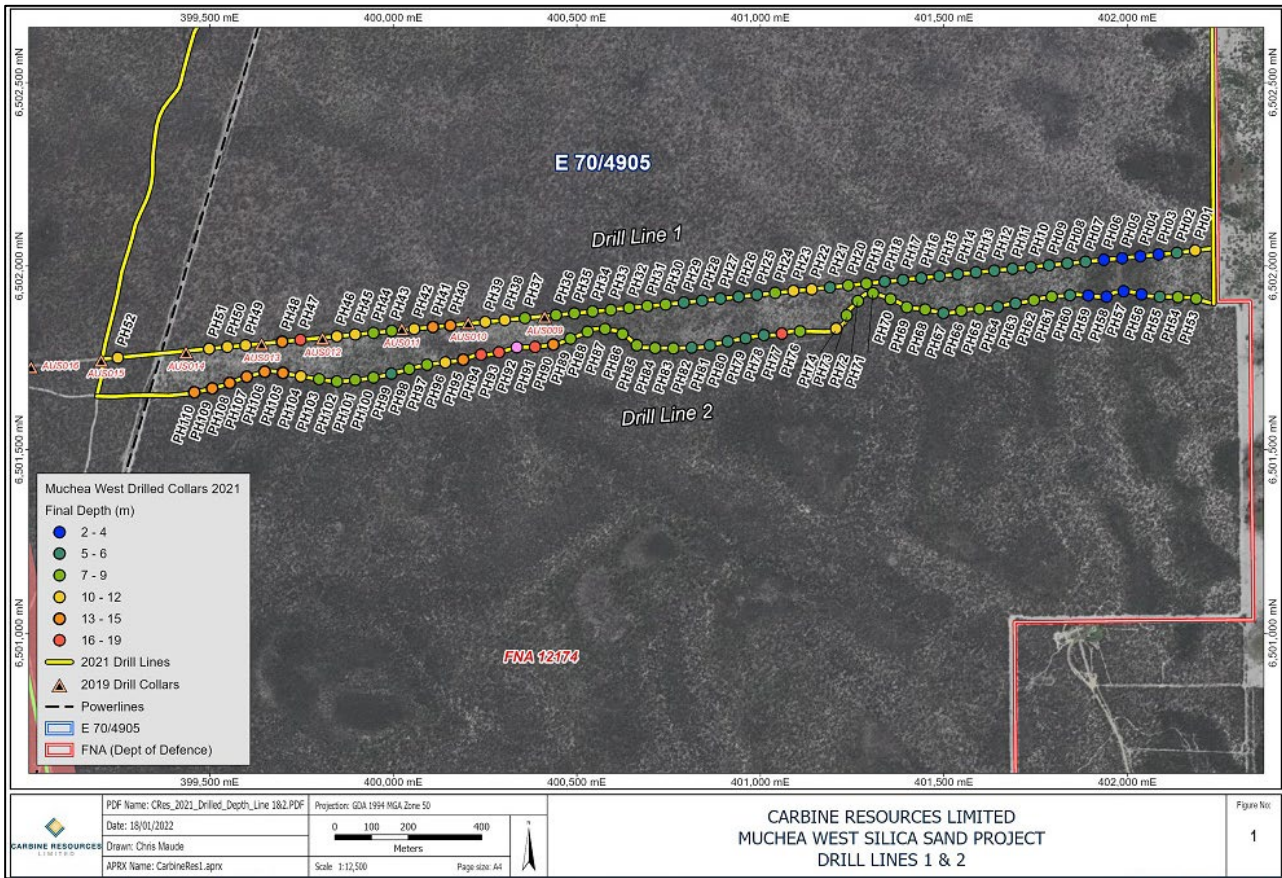 399,500 mE
400,000 mE
400,500 mE
401,000 mE
401,500 mE
402,000 mE
6,502,500 mN
6,502,500 mN
E 70/4905
Drill Line 1
PH52
PH51
PH50
PH49
PH48
PH47
PH46
PH45
PH44
PH43
PH42
PH41
PH40
PH39
PH38
PH37
PH36
PH35
PH34
PH33
PH32
PH31
PH30
PH29
PH28
PH27
PH26
PH25
PH24
PH23
PH22
PH21
PH20
PH19
PH18
PH17
PH16
PH15
PH14
PH13
PH12
PH11
PH10
PH09
PH08
PH07
PH06
PH05
PH04
PH03
PH02
PH01
6,502,000 mN
6,502,000 mN
AUS016
AUS015
AUS014
AUS013
AUS012
AUS011
AUS010
AUS009
PH110
PH109
PH108
PH107
PH106
PH105
PH104
PH103
PH102
PH101
PH100
PH99
PH98
PH97
PH96
PH95
PH94
PH93
PH92
PH91
PH90
PH89
PH88
PH87
PH86
PH85
PH84
PH83
PH82
PH81
PH80
PH79
PH78
PH77
PH76
PH74
PH73
PH72
PH71
PH70
PH69
PH68
PH67
PH66
PH65
PH64
PH63
PH62
PH61
PH60
PH59
PH58
PH57
PH56
PH55
PH54
PH53
Drill Line 2
6,501,500 mN
6,501,500 mN
6,501,000 mN
6,501,000 mN
FNA 12174
Muchea West Drilled Collars 2021
Final Depth (m)
2 - 4
5 - 6
7 - 9
10 - 12
13 - 15
16 - 19
2021 Drill Lines
2019 Drill Collars
Powerlines
E 70/4905
FNA (Dept of Defence)
399,500 mE
400,000 mE
400,500 mE
401,000 mE
401,500 mE
402,000 mE
CARBINE RESOURCES
LIMITED
PDF Name: CRes_2021_Drilled_Depth_Line 1&2.PDF
Date: 18/01/2022
Drawn: Chris Maude
APRX Name: CarbineRes1.aprx
Projection: GDA 1994 MGA Zone 50
0 100 200 400
Meters
Scale 1:12,500
Page size: A4
N
CARBINE RESOURCES LIMITED
MUCHEA WEST SILICA SAND PROJECT
DRILL LINES 1 & 2
Figure No:
1